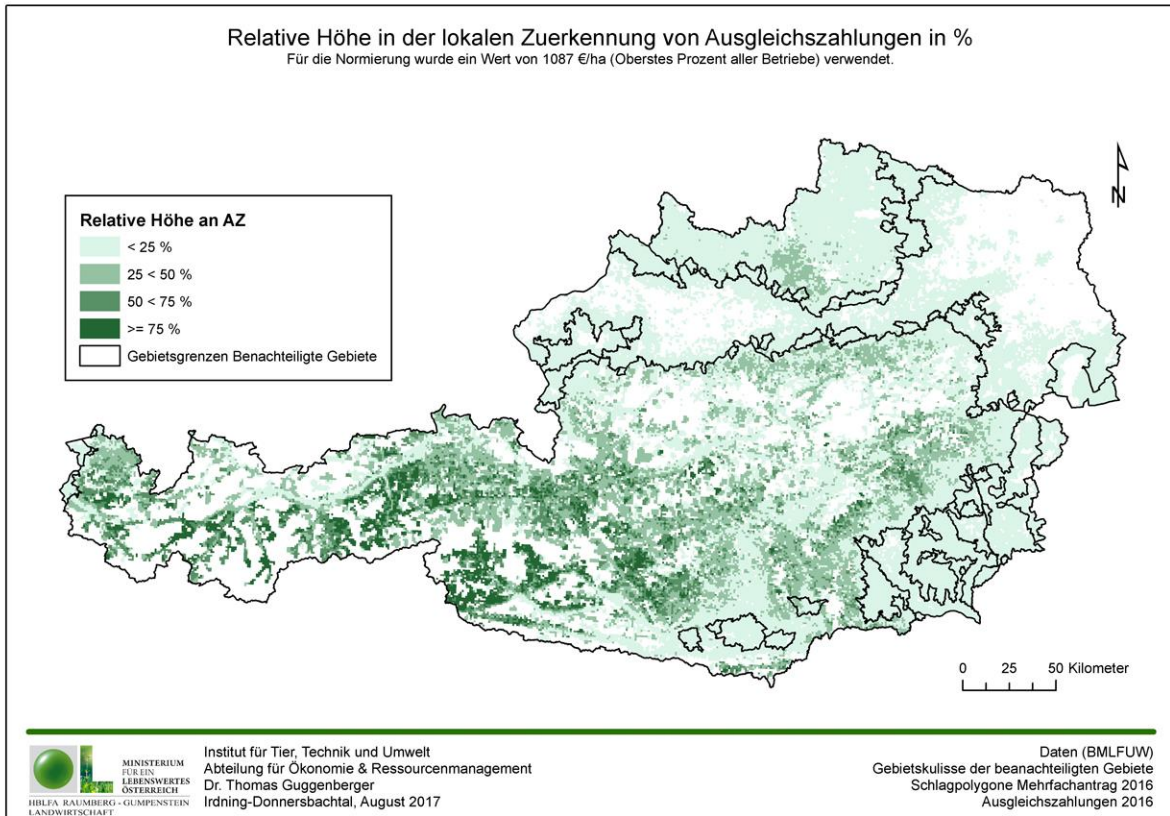 Relative Höhe in der lokalen Zuerkennung von Ausgleichszahlungen in %
Für die Normierung wurde ein Wert von 1087 €/ha (Oberstes Prozent aller Betriebe) verwendet.
N
Relative Höhe an AZ
< 25 %
25 < 50 %
50 < 75 %
>= 75 %
Gebietsgrenzen Benachteiligte Gebiete
0 25 50 Kilometer
MINISTERIUM
FÜR EIN
LEBENSWERTES
ÖSTERREICH
HBLFA RAUMBERG - GUMPENSTEIN
LANDWIRTSCHAFT
Institut für Tier, Technik und Umwelt
Abteilung für Ökonomie & Ressourcenmanagement
Dr. Thomas Guggenberger
Irdning-Donnersbachtal, August 2017
Daten (BMLFUW)
Gebietskulisse der beanachteiligten Gebiete
Schlagpolygone Mehrfachantrag 2016
Ausgleichszahlungen 2016